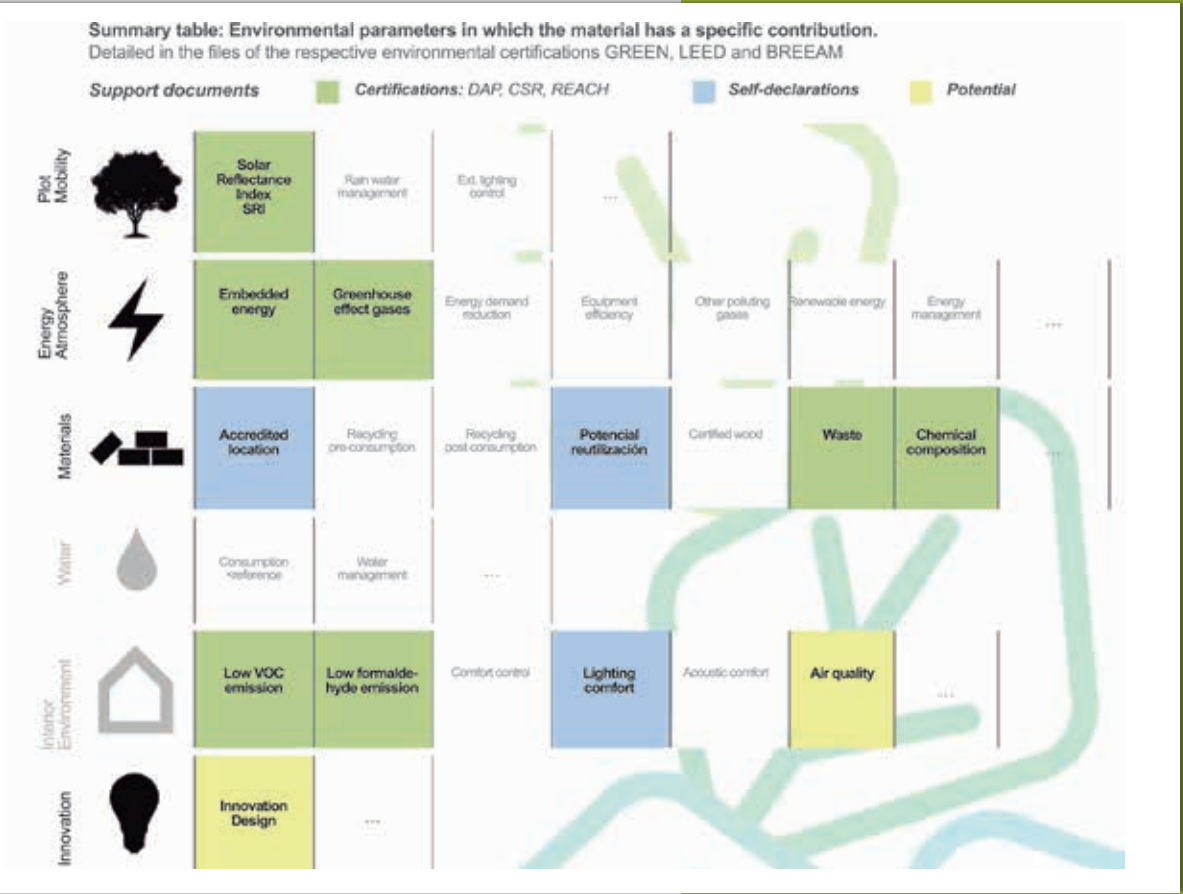 Summary table: Environmental parameters in which the material has a specific contribution.
Detailed in the files of the respective environmental certifications GREEN, LEED and BREEAM
Support documents
Certifications: DAP, CSR, REACH
Self-declarations
Potential
Plot
Mobility
Solar
Reflectance
Index
SRI
Rain water
management
Ext. lighting
control
...
Energy
Atmosphere
Embedded
energy
Greenhouse
effect gases
Energy demand
reduction
Equipment
efficiency
Other polluting
gases
Renewable energy
Energy
management
...
Materials
Accredited
location
Recycling
pre-consumption
Recycling
post consumption
Potencial
reutilización
Certified wood
Waste
Chemical
composition
...
Water
Consumption
<reference
Water
management
...
Interior
Environment
Low VOC
emission
Low formalde-
hyde emission
Comfort control
Lighting
comfort
Acoustic comfort
Air quality
...
Innovation
Innovation
Design
...